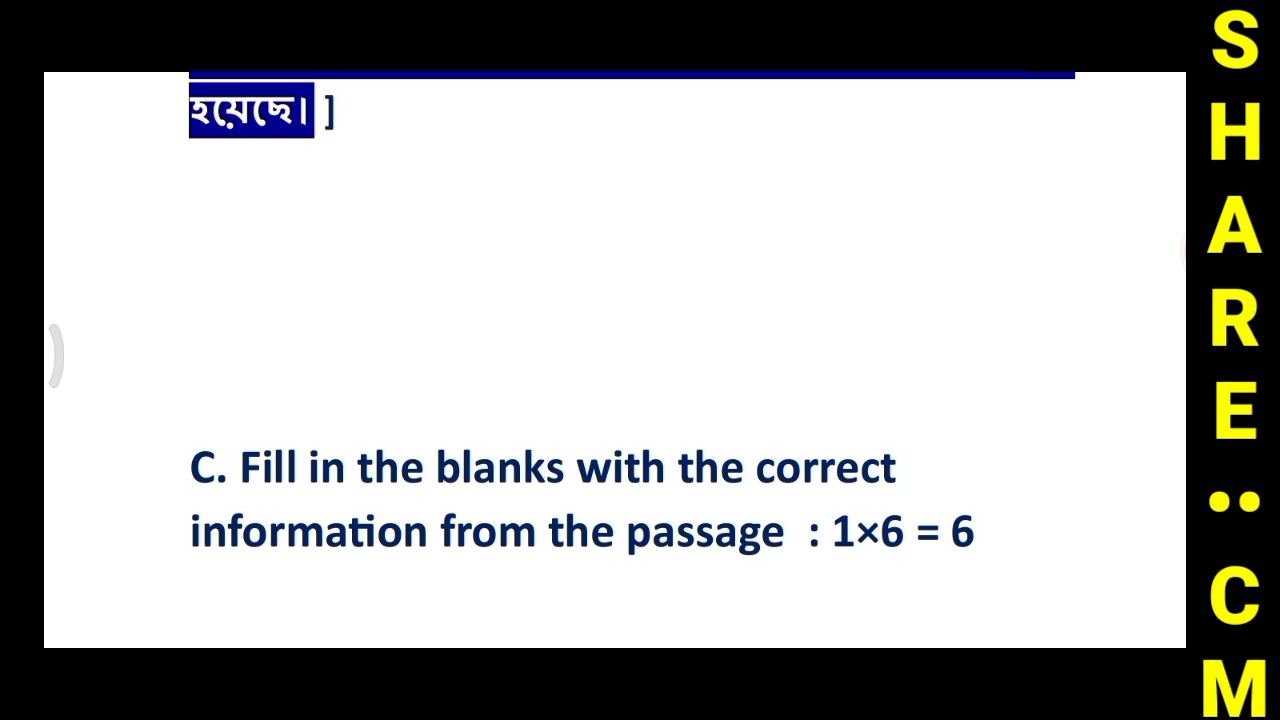 হয়েছে। ]
C. Fill in the blanks with the correct
information from the passage : 1×6 = 6
S
H
A
R
E
••
C
M